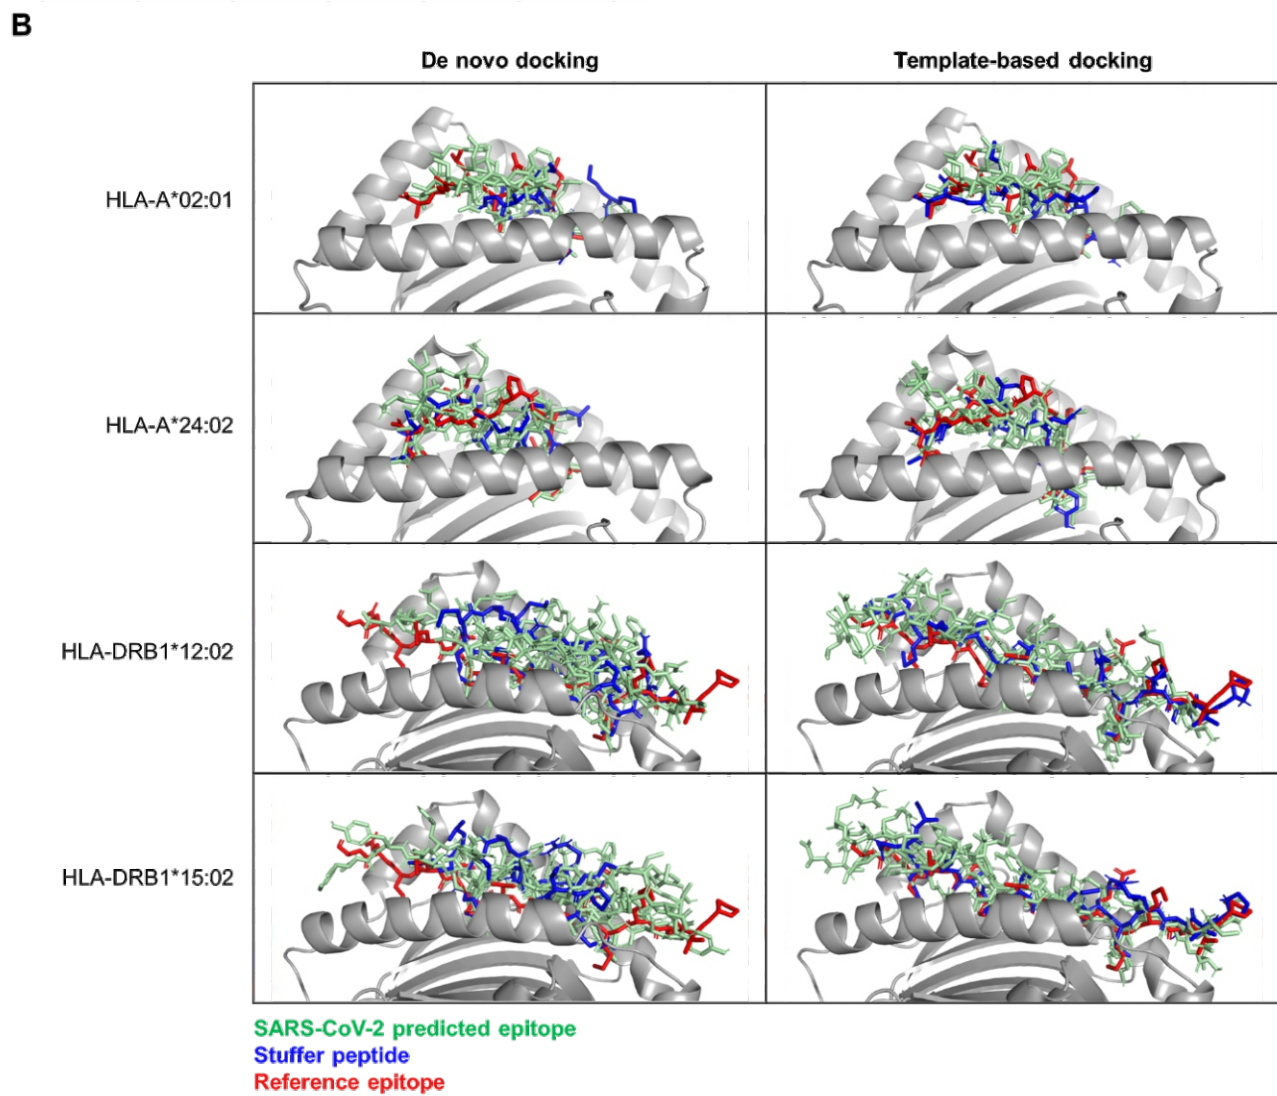 B
De novo docking
Template-based docking
HLA-A*02:01
HLA-A*24:02
HLA-DRB1*12:02
HLA-DRB1*15:02
SARS-CoV-2 predicted epitope
Stuffer peptide
Reference epitope